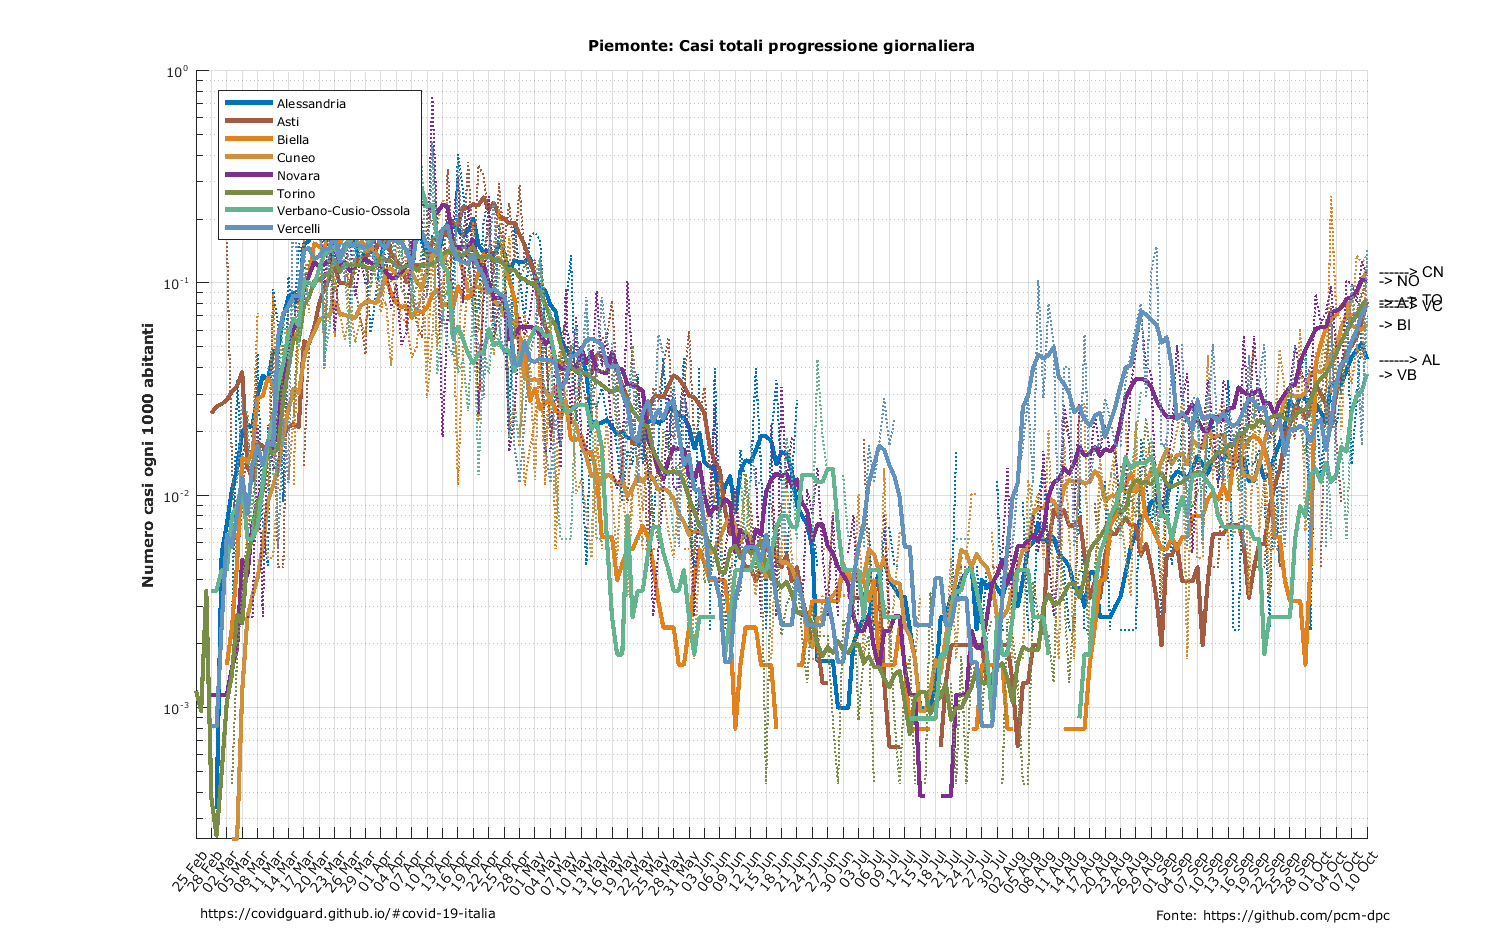 Piemonte: Casi totali progressione giornaliera
Numero casi ogni 1000 abitanti
10^0
10^-1
10^-2
10^-3
Alessandria
Asti
Biella
Cuneo
Novara
Torino
Verbano-Cusio-Ossola
Vercelli
------> CN
-> NO
TO
-> AT
VC
-> BI
------> AL
-> VB
25 Feb
28 Feb
02 Mar
05 Mar
08 Mar
11 Mar
14 Mar
17 Mar
20 Mar
23 Mar
26 Mar
29 Mar
01 Apr
04 Apr
07 Apr
10 Apr
13 Apr
16 Apr
19 Apr
22 Apr
25 Apr
28 Apr
01 May
04 May
07 May
10 May
13 May
16 May
19 May
22 May
25 May
28 May
31 May
03 Jun
06 Jun
09 Jun
12 Jun
15 Jun
18 Jun
21 Jun
24 Jun
27 Jun
30 Jun
03 Jul
06 Jul
09 Jul
12 Jul
15 Jul
18 Jul
21 Jul
24 Jul
27 Jul
30 Jul
02 Aug
05 Aug
08 Aug
11 Aug
14 Aug
17 Aug
20 Aug
23 Aug
26 Aug
29 Aug
01 Sep
04 Sep
07 Sep
10 Sep
13 Sep
16 Sep
19 Sep
22 Sep
25 Sep
28 Sep
01 Oct
04 Oct
07 Oct
10 Oct
https://covidguard.github.io/#covid-19-italia
Fonte: https://github.com/pcm-dpc